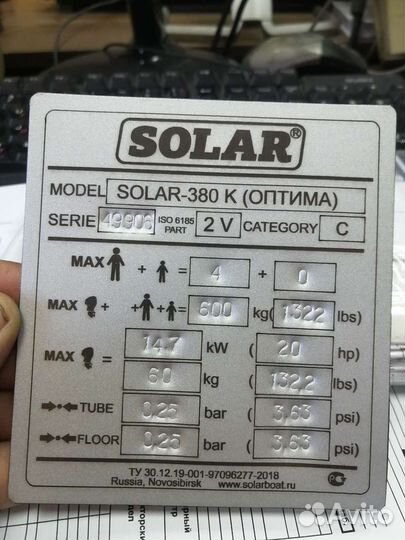 SOLAR®
MODEL SOLAR-380 K (ОПТИМА)
SERIE 49906 ISO 6185 PART 2 V CATEGORY C
MAX + = 4 + 0
MAX + + = 600 kg( 1322 lbs)
MAX = 14.7 kW ( 20 hp)
60 kg ( 132.2 lbs)
TUBE 0,25 bar ( 3,63 psi)
FLOOR 0,25 bar ( 3,63 psi)
ТУ 30.12.19-001-97096277-2018
Russia, Novosibirsk www.solarboat.ru
Avito